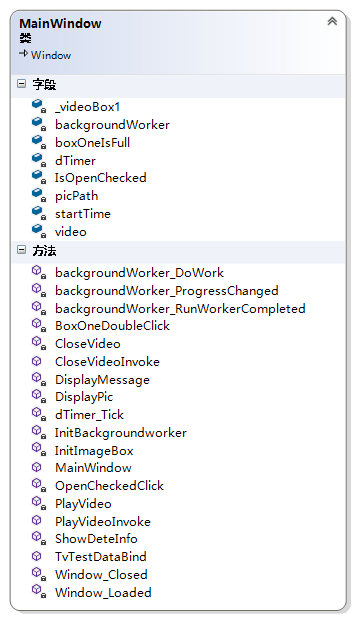 MainWindow
类
Window
字段
_videoBox1
backgroundWorker
boxOneIsFull
dTimer
IsOpenChecked
picPath
startTime
video
方法
backgroundWorker_DoWork
backgroundWorker_ProgressChanged
backgroundWorker_RunWorkerCompleted
BoxOneDoubleClick
CloseVideo
CloseVideoInvoke
DisplayMessage
DisplayPic
dTimer_Tick
InitBackgroundworker
InitImageBox
MainWindow
OpenCheckedClick
PlayVideo
PlayVideoInvoke
ShowDeteInfo
TvTestDataBind
Window_Closed
Window_Loaded